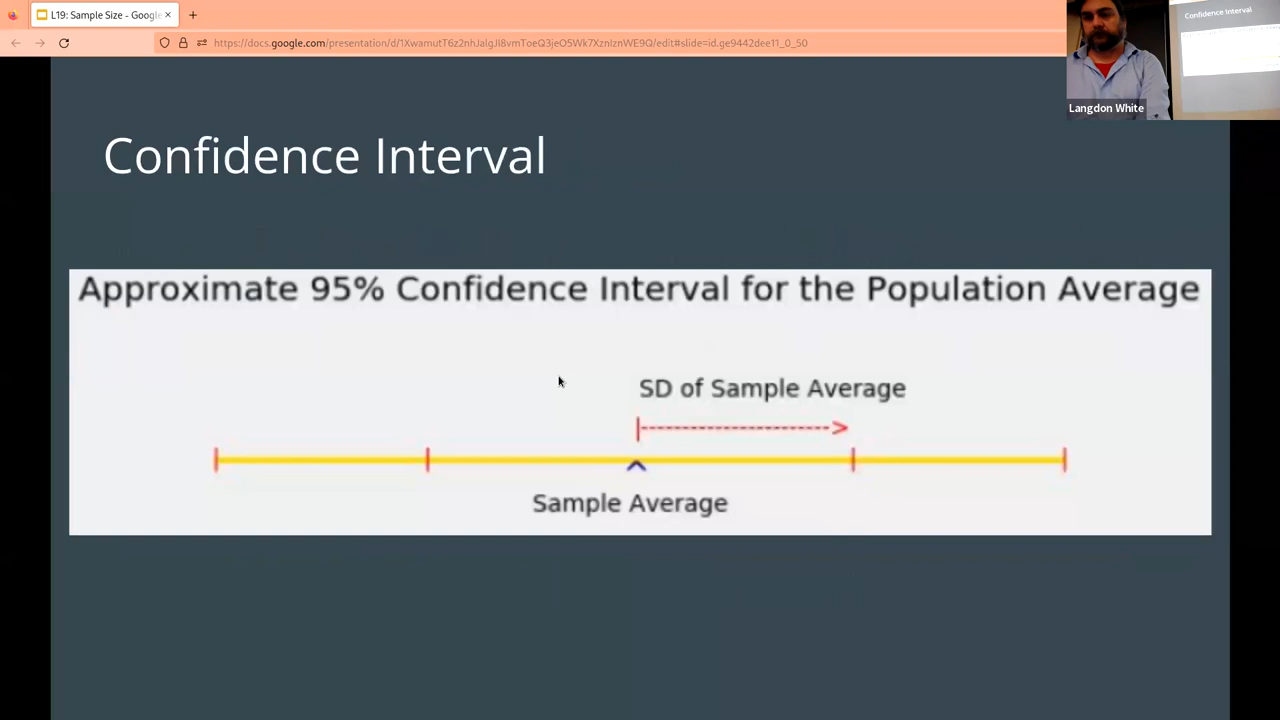 L19: Sample Size - Google
https://docs.google.com/presentation/d/1XwamutT6z2nhJalgJI8vmToeQ3jeO5Wk7XznIznWE9Q/edit#slide=id.ge9442dee11_0_50
Confidence Interval
Langdon White
Confidence Interval
Approximate 95% Confidence Interval for the Population Average
SD of Sample Average
Sample Average